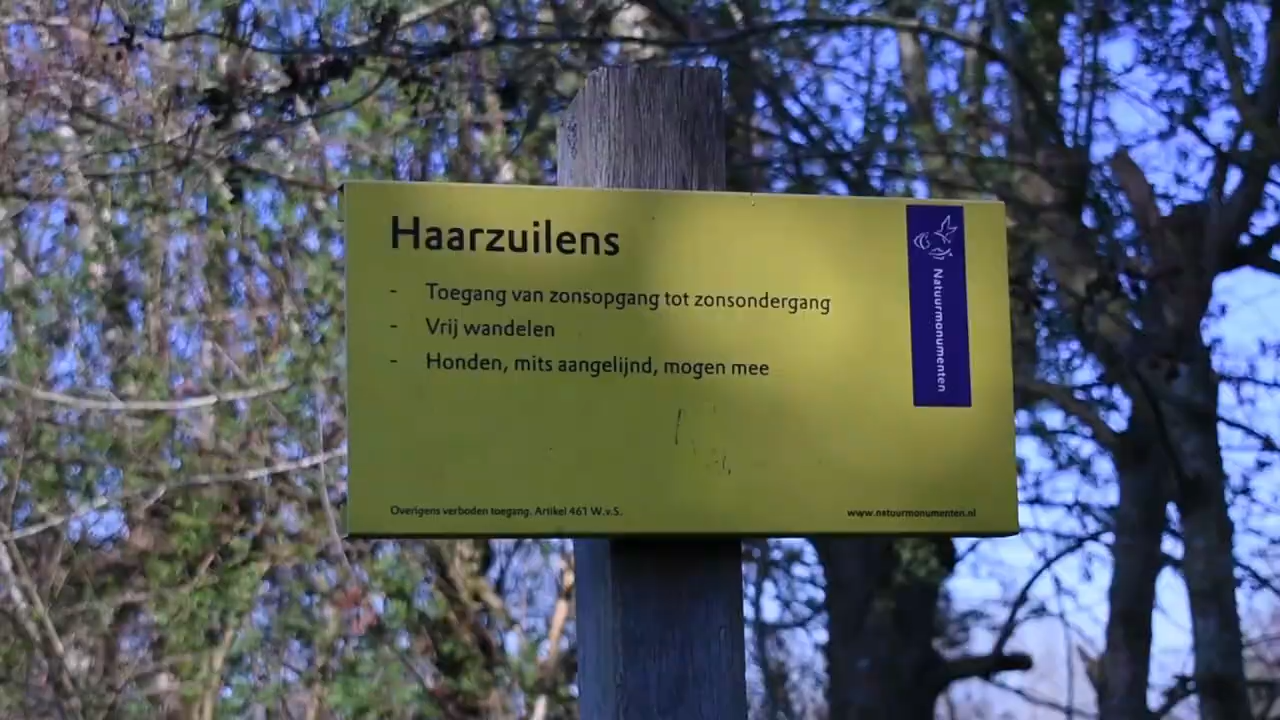 Haarzuilens
- Toegang van zonsopgang tot zonsondergang
- Vrij wandelen
- Honden, mits aangelijnd, mogen mee
Natuurmonumenten
Overigens verboden toegang. Artikel 461 W.v.S.
www.natuurmonumenten.nl